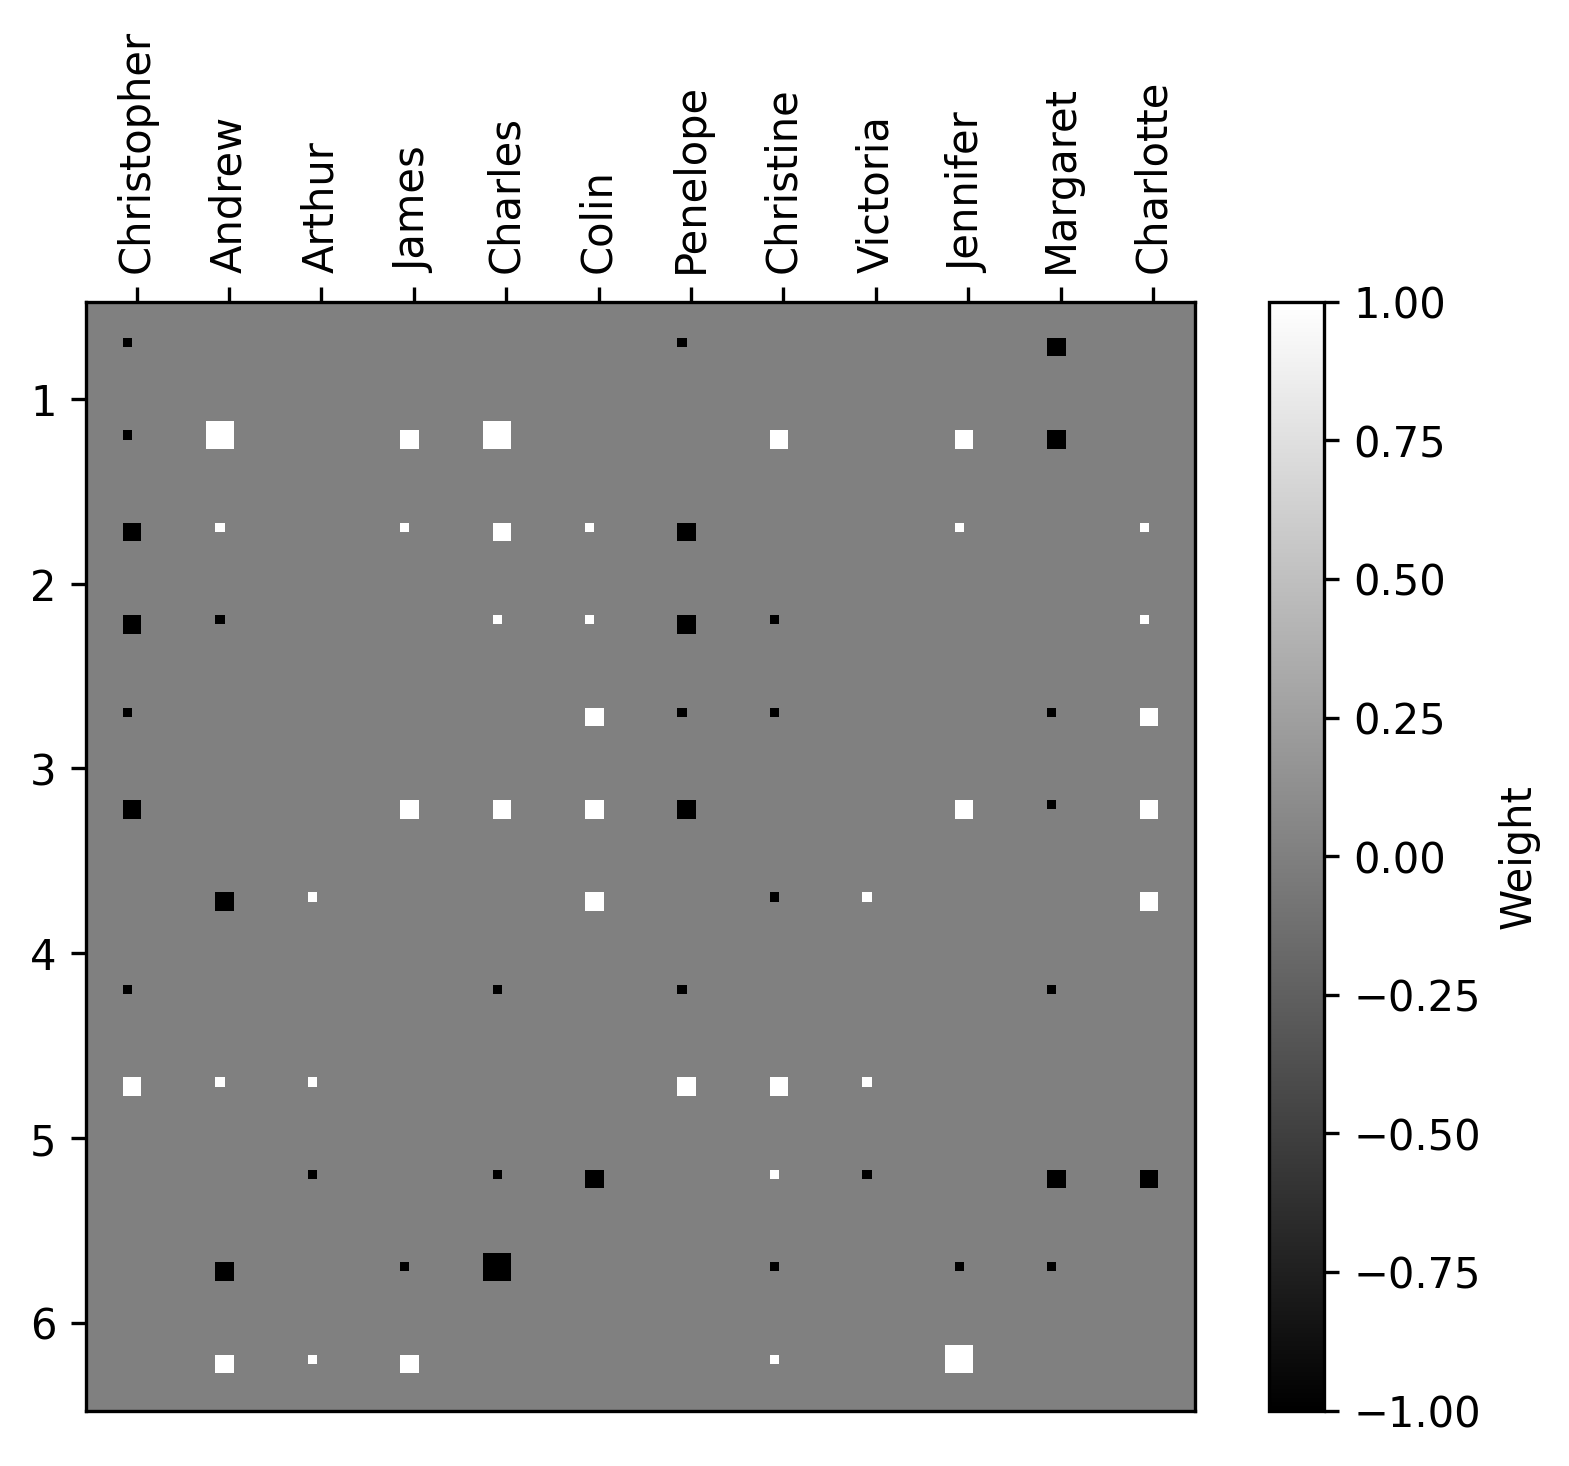 Christopher
Andrew
Arthur
James
Charles
Colin
Penelope
Christine
Victoria
Jennifer
Margaret
Charlotte
1
2
3
4
5
6
1.00
0.75
0.50
0.25
0.00
−0.25
−0.50
−0.75
−1.00
Weight